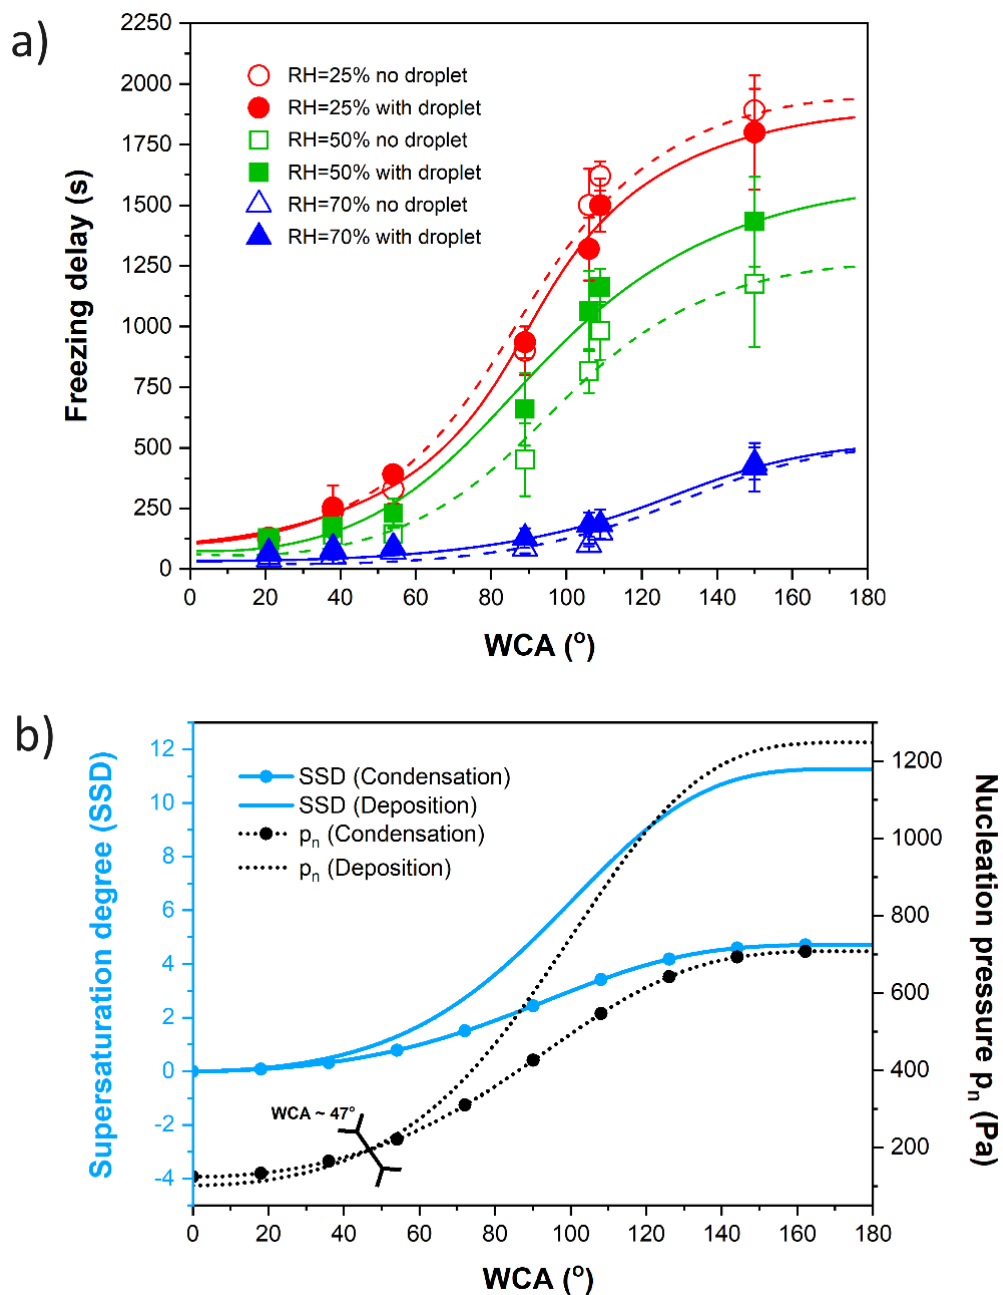 a)
2250
2000
1750
1500
1250
1000
750
500
250
0
Freezing delay (s)
RH=25% no droplet
RH=25% with droplet
RH=50% no droplet
RH=50% with droplet
RH=70% no droplet
RH=70% with droplet
0 20 40 60 80 100 120 140 160 180
WCA (º)
b)
12
10
8
6
4
2
0
-2
-4
Supersaturation degree (SSD)
SSD (Condensation)
SSD (Deposition)
pn (Condensation)
pn (Deposition)
WCA ~ 47°
1200
1000
800
600
400
200
Nucleation pressure pn (Pa)
0 20 40 60 80 100 120 140 160 180
WCA (º)